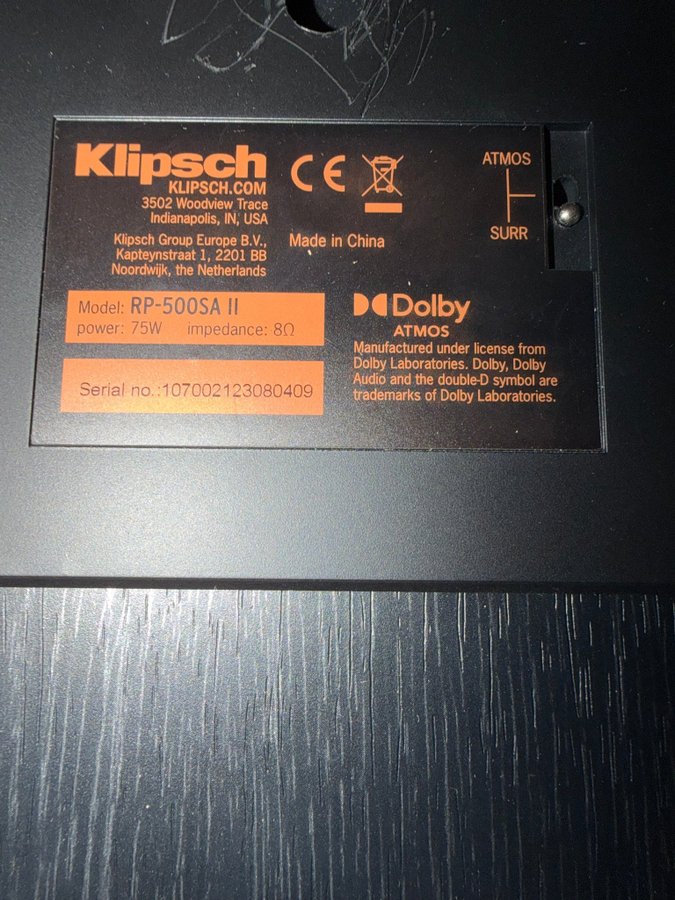 Klipsch
KLIPSCH.COM
3502 Woodview Trace
Indianapolis, IN, USA
Klipsch Group Europe B.V.,
Kapteynstraat 1, 2201 BB
Noordwijk, the Netherlands
CE
Made in China
ATMOS
SURR
Model: RP-500SA II
power: 75W impedance: 8Ω
Serial no.:107002123080409
Dolby
ATMOS
Manufactured under license from
Dolby Laboratories. Dolby, Dolby
Audio and the double-D symbol are
trademarks of Dolby Laboratories.